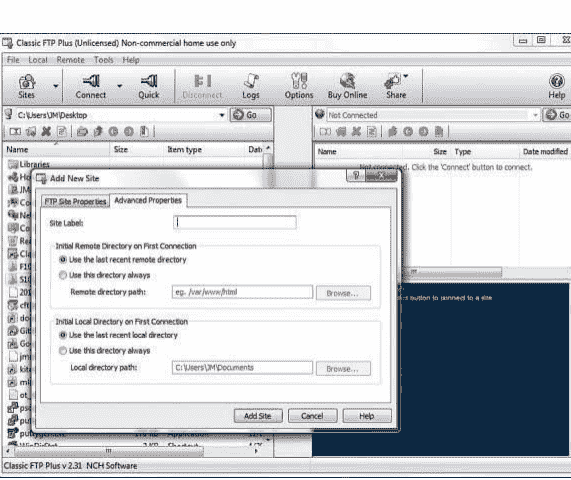 Classic FTP Plus (Unlicensed) Non-commercial home use only
File Local Remote Tools Help
Sites Connect Quick Disconnect Logs Options Buy Online Share Help
C:\Users\JM\Desktop Go Not Connected Go
Name Size Item type Name Size Type Date modified
Libraries
Not connected. Click the 'Connect' button to connect.
Add New Site
FTP Site Properties Advanced Properties
Site Label:
Initial Remote Directory on First Connection
Use the last recent remote directory
Use this directory always
Remote directory path: eg. /var/www/html Browse...
Initial Local Directory on First Connection
Use the last recent local directory
Use this directory always
Local directory path: C:\Users\JM\Documents Browse...
Add Site Cancel Help
Classic FTP Plus v 2.31 NCH Software